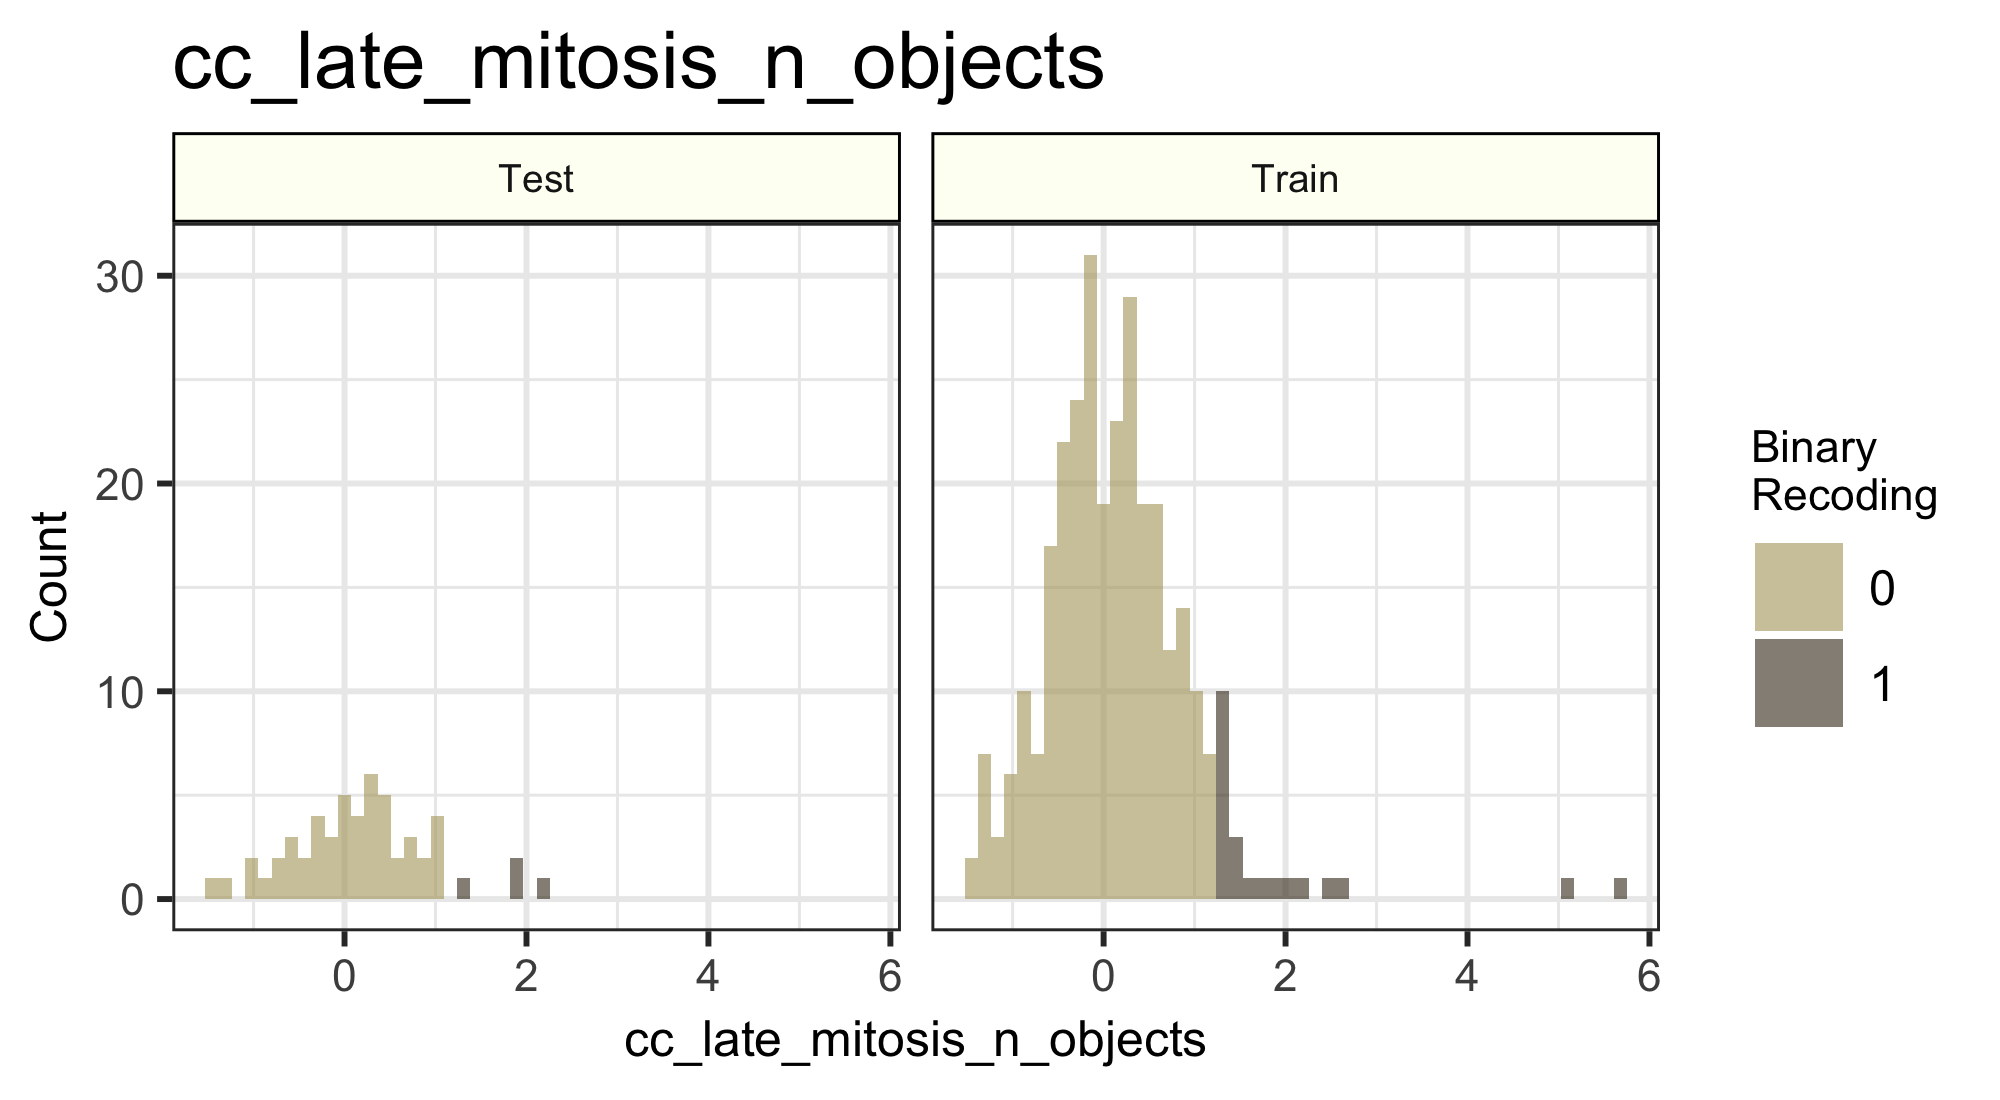 cc_late_mitosis_n_objects
Test
Train
30
20
10
0
Count
0 2 4 6
0 2 4 6
cc_late_mitosis_n_objects
Binary
Recoding
0
1